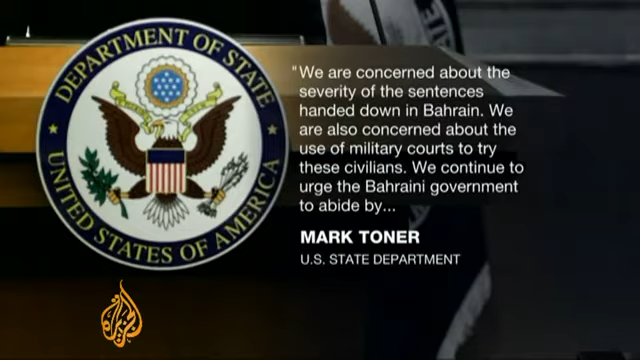 DEPARTMENT OF STATE
UNITED STATES OF AMERICA
"We are concerned about the
severity of the sentences
handed down in Bahrain. We
are also concerned about the
use of military courts to try
these civilians. We continue to
urge the Bahraini government
to abide by...
MARK TONER
U.S. STATE DEPARTMENT
الجزيرة